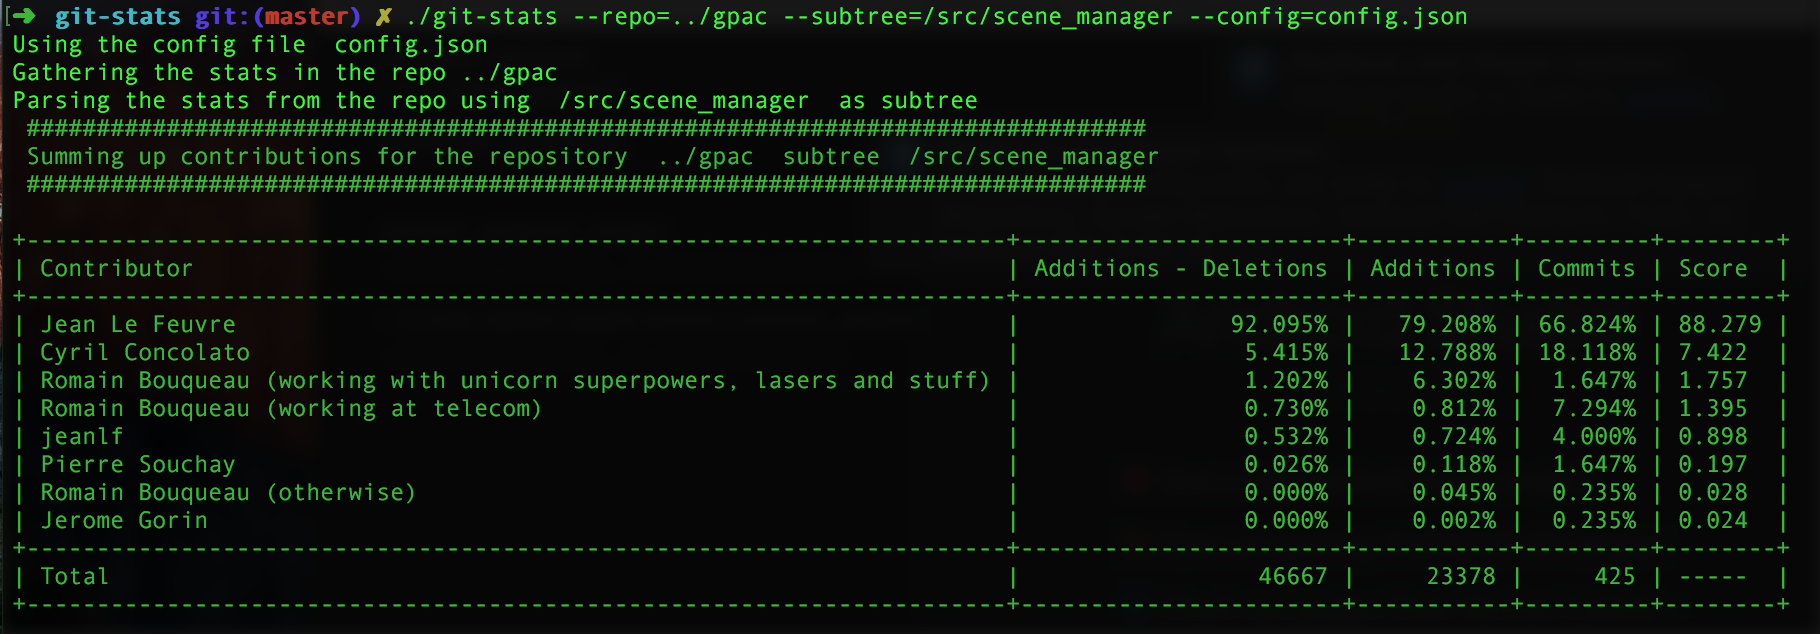 [➜  git-stats git:(master) ✗ ./git-stats --repo=../gpac --subtree=/src/scene_manager --config=config.json
Using the config file  config.json
Gathering the stats in the repo ../gpac
Parsing the stats from the repo using  /src/scene_manager  as subtree
################################################################################
Summing up contributions for the repository  ../gpac  subtree  /src/scene_manager
################################################################################
+----------------------------------------------------------------------+-----------------------+-----------+---------+--------+
| Contributor | Additions - Deletions | Additions | Commits | Score |
+----------------------------------------------------------------------+-----------------------+-----------+---------+--------+
| Jean Le Feuvre | 92.095% | 79.208% | 66.824% | 88.279 |
| Cyril Concolato | 5.415% | 12.788% | 18.118% | 7.422 |
| Romain Bouqueau (working with unicorn superpowers, lasers and stuff) | 1.202% | 6.302% | 1.647% | 1.757 |
| Romain Bouqueau (working at telecom) | 0.730% | 0.812% | 7.294% | 1.395 |
| jeanlf | 0.532% | 0.724% | 4.000% | 0.898 |
| Pierre Souchay | 0.026% | 0.118% | 1.647% | 0.197 |
| Romain Bouqueau (otherwise) | 0.000% | 0.045% | 0.235% | 0.028 |
| Jerome Gorin | 0.000% | 0.002% | 0.235% | 0.024 |
+----------------------------------------------------------------------+-----------------------+-----------+---------+--------+
| Total | 46667 | 23378 | 425 | ----- |
+----------------------------------------------------------------------+-----------------------+-----------+---------+--------+